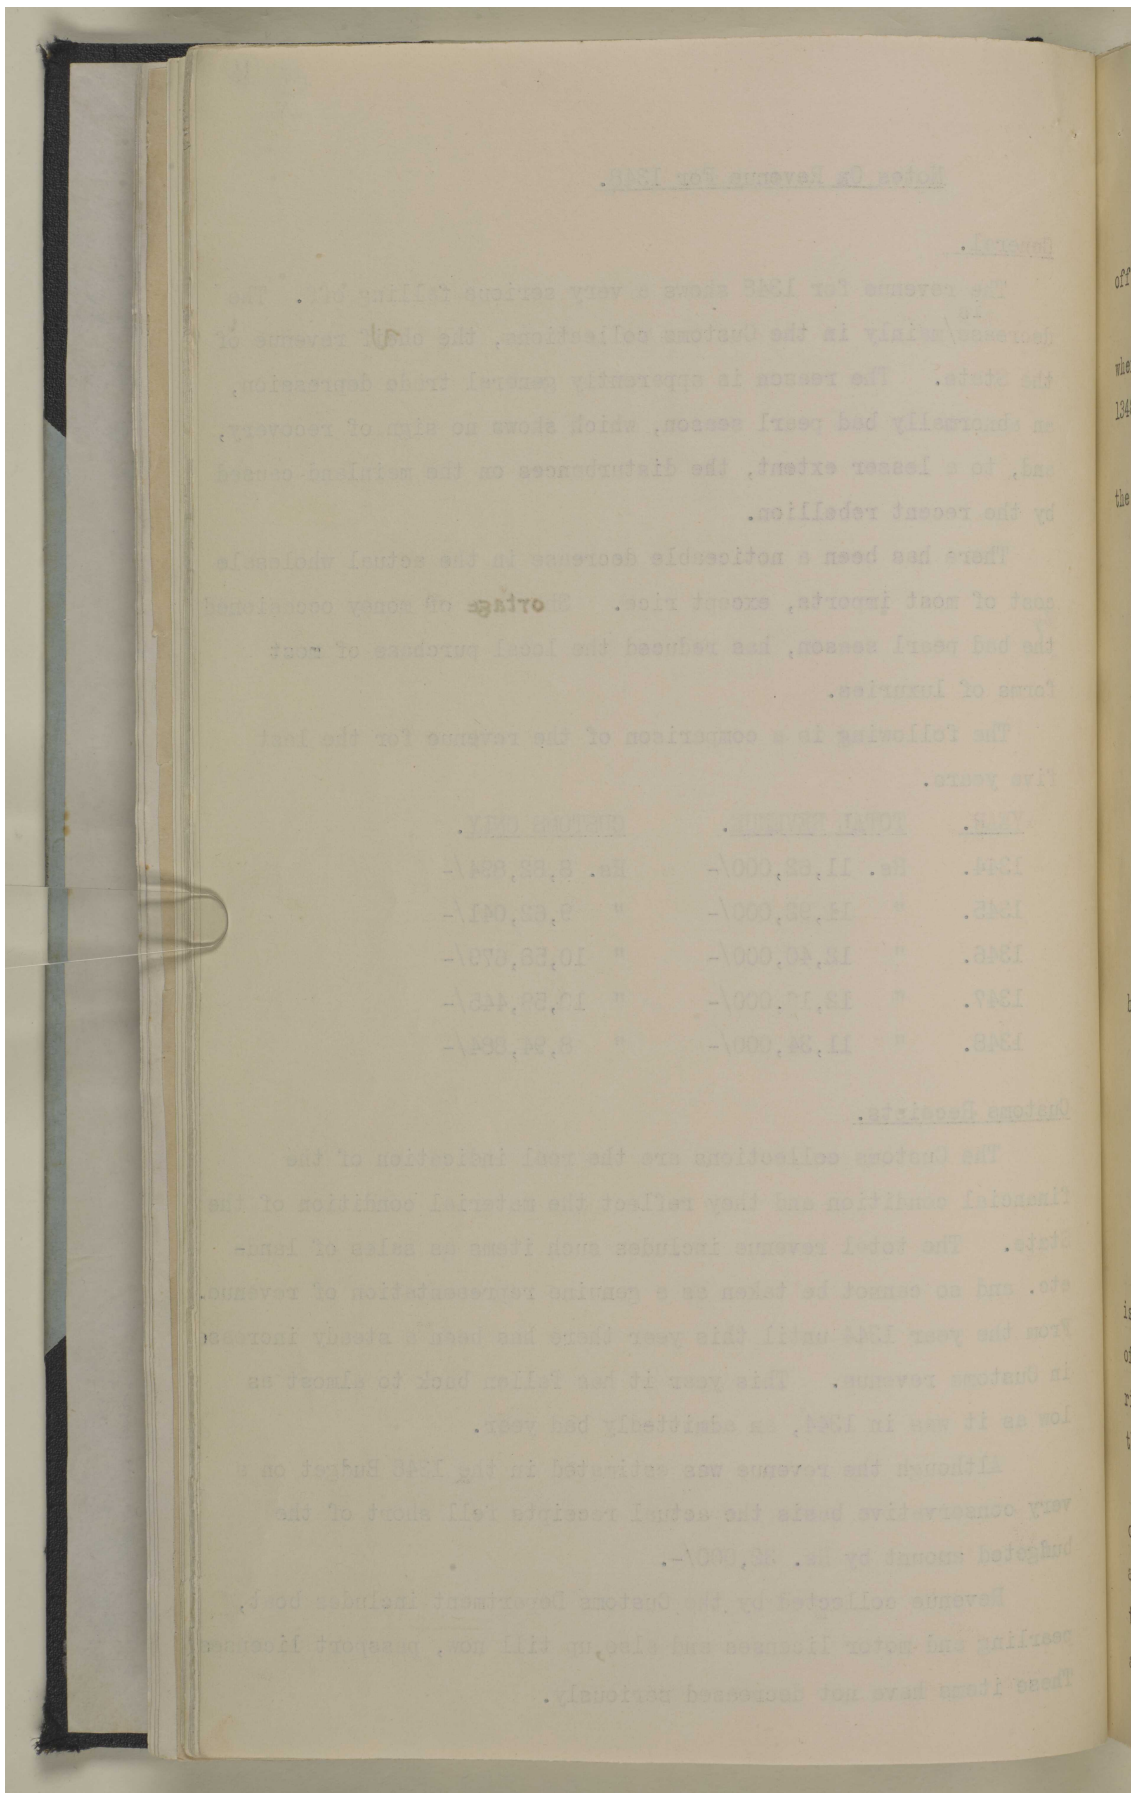 Notes On Revenue For 1348.
General.
The revenue for 1348 shows a very serious falling off. The
is
decrease/mainly in the Customs collections, the chief revenue of
the State. The reason is apparently general trade depression,
an abnormally bad pearl season, which shows no sign of recovery,
and, to a lesser extent, the disturbances on the mainland caused
by the recent rebellion.
There has been a noticeable decrease in the actual wholesale
cost of most imports, except rice. Shortage of money occasioned
by
the bad pearl season, has reduced the local purchase of most
forms of luxuries.
The following is a comparison of the revenue for the last
five years.
YEAR. TOTAL REVENUE. CUSTOMS ONLY.
1344. Rs. 11,62,000/- Rs. 8,82,894/-
1345. " " 9,62,041/-
1346. " 12,40,000/- " 10,58,679/-
1347. " " 10,59,445/-
1348. " 11,34,000/- " 8,94,064/-
Customs Receipts.
The Customs collections are the real indication of the
financial condition and they reflect the material condition of the
State. The total revenue includes such items as sales of land-
etc. and so cannot be taken as a genuine representation of revenue.
From the year 1344 until this year there has been a steady increase
in Customs revenue. This year it has fallen back to almost as
low as it was in 1344, an admittedly bad year.
Although the revenue was estimated in the 1348 Budget on a
very conservative basis the actual receipts fell short of the
budgeted amount by Rs.
Revenue collected by the Customs Department includes boat,
pearling and motor licenses and also, up till now, passport licenses
These items have not decreased seriously.
off
whe
134
the